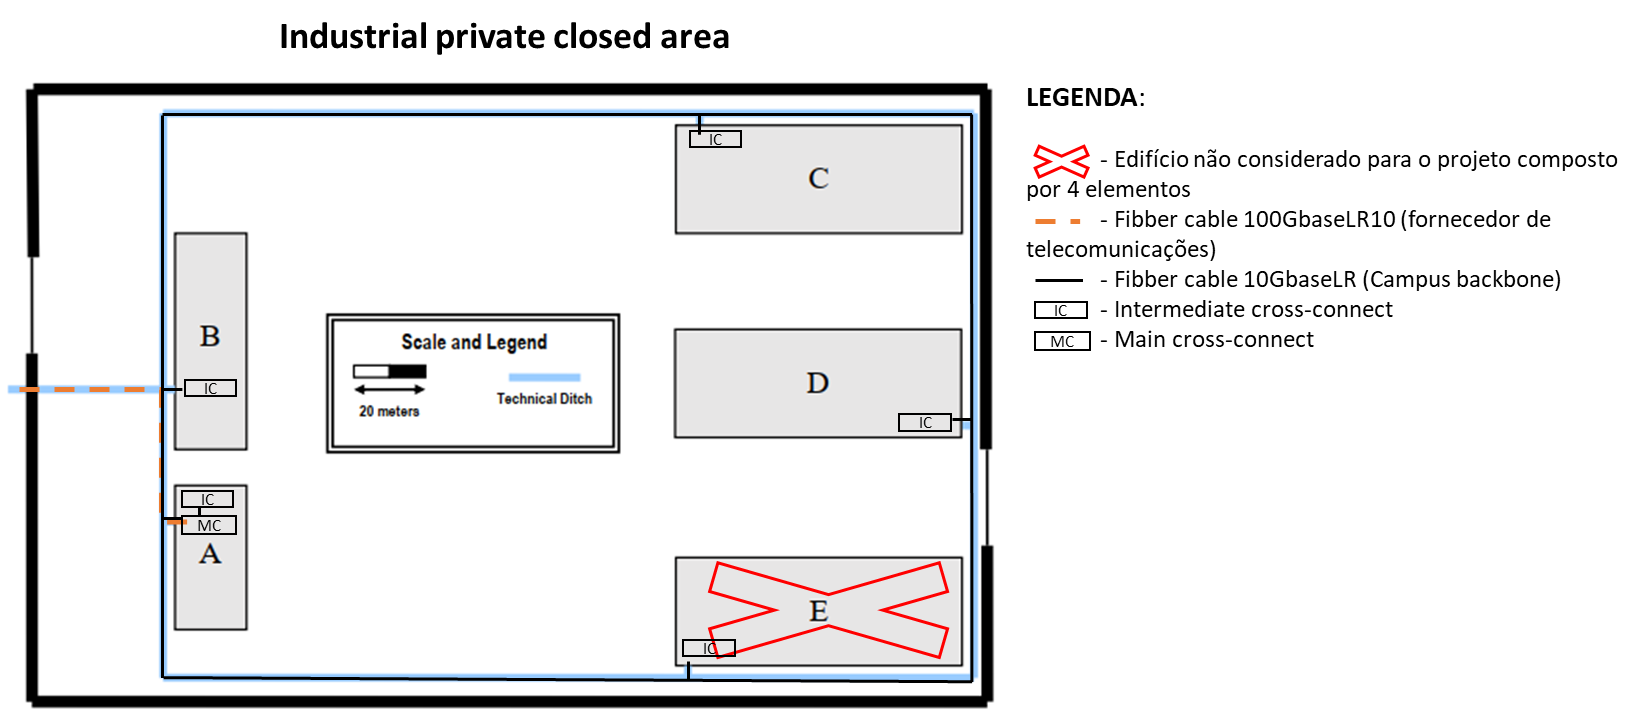 Industrial private closed area
LEGENDA:
- Edifício não considerado para o projeto composto
por 4 elementos
- Fibber cable 100GbaseLR10 (fornecedor de
telecomunicações)
- Fibber cable 10GbaseLR (Campus backbone)
IC - Intermediate cross-connect
MC - Main cross-connect
IC
C
B
IC
Scale and Legend
20 meters
Technical Ditch
D
IC
IC
MC
A
E
IC